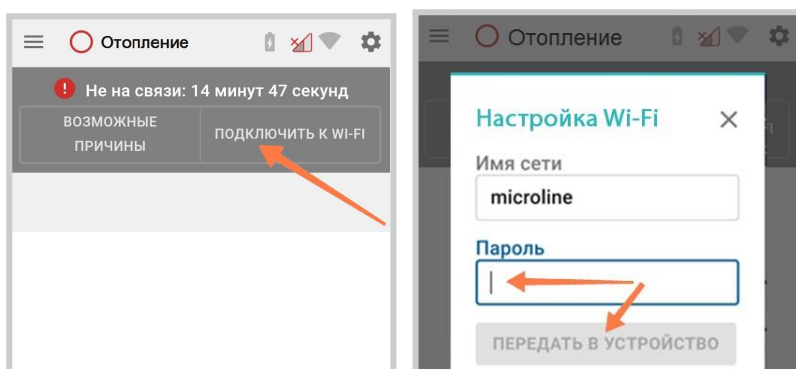 Отопление
Не на связи: 14 минут 47 секунд
ВОЗМОЖНЫЕ
ПРИЧИНЫ
ПОДКЛЮЧИТЬ К WI-FI
Отопление
Настройка Wi-Fi
Имя сети
microline
Пароль
ПЕРЕДАТЬ В УСТРОЙСТВО